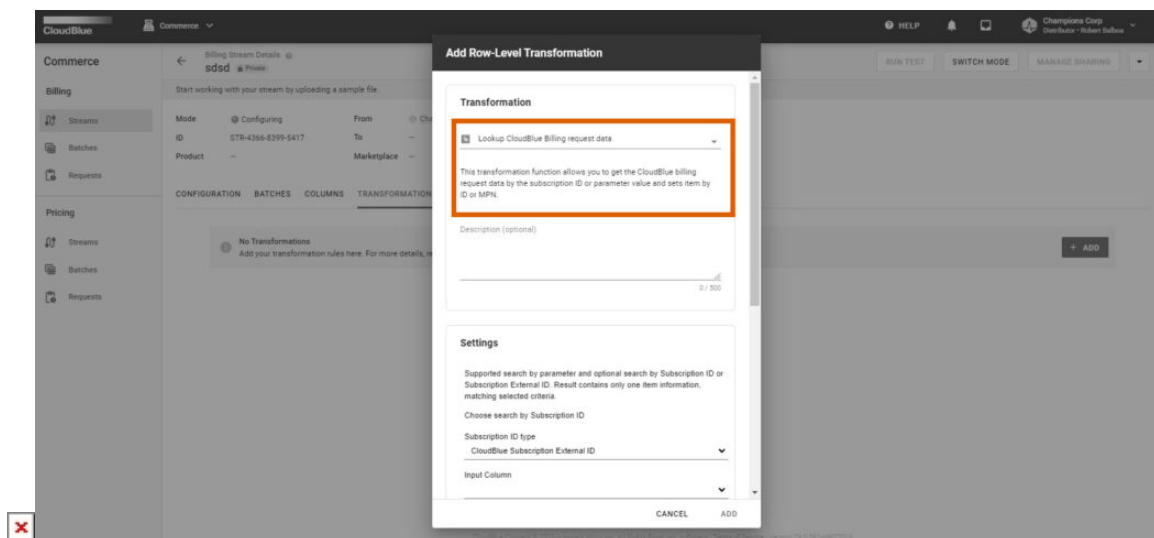 CloudBlue
Commerce
HELP
Champions Corp
Distributor - Robert Balboa
Commerce
Billing
Streams
Batches
Requests
Pricing
Streams
Batches
Requests
Billing Stream Details
sdsd Private
RUN TEST
SWITCH MODE
MANAGE SHARING
Start working with your stream by uploading a sample file.
Mode Configuring From
ID STR-4366-8299-5417 To —
Product — Marketplace —
CONFIGURATION BATCHES COLUMNS TRANSFORMATION
No Transformations
Add your transformation rules here. For more details,
+ ADD
Add Row-Level Transformation
Transformation
Lookup CloudBlue Billing request data
This transformation function allows you to get the CloudBlue billing
request data by the subscription ID or parameter value and sets item by
ID or MPN.
Description (optional)
0 / 500
Settings
Supported search by parameter and optional search by Subscription ID or
Subscription External ID. Result contains only one item information,
matching selected criteria.
Choose search by Subscription ID
Subscription ID type
CloudBlue Subscription External ID
Input Column
CANCEL ADD